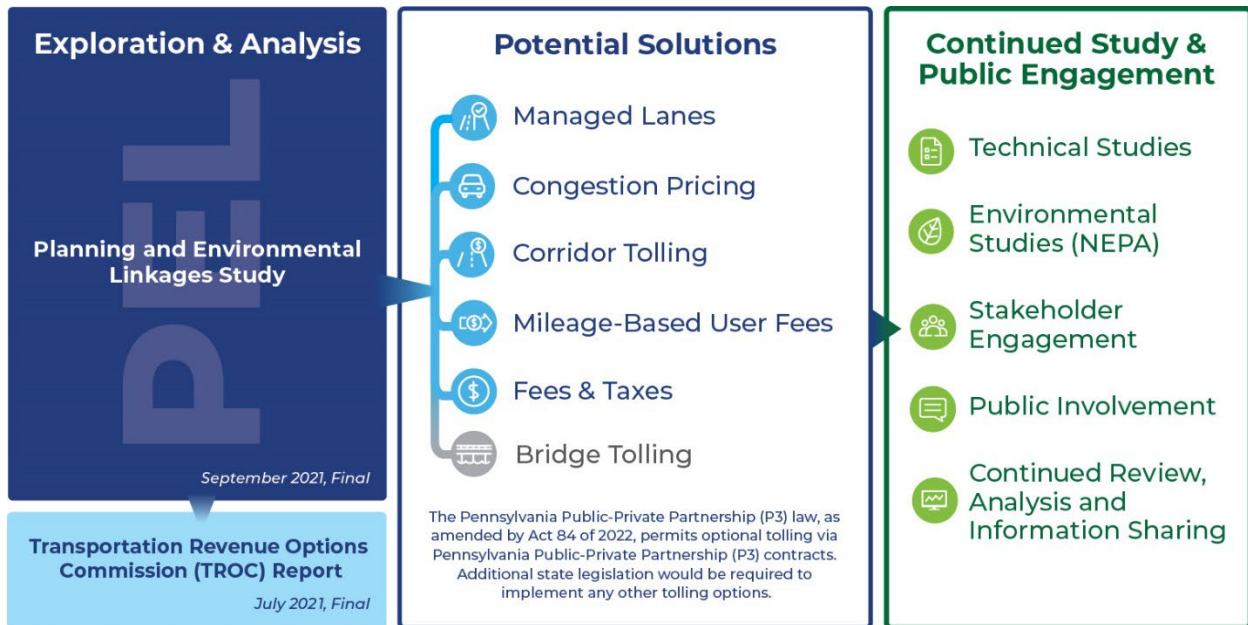 Exploration & Analysis
PEL
Planning and Environmental
Linkages Study
September 2021, Final
Transportation Revenue Options
Commission (TROC) Report
July 2021, Final
Potential Solutions
Managed Lanes
Congestion Pricing
Corridor Tolling
Mileage-Based User Fees
Fees & Taxes
Bridge Tolling
The Pennsylvania Public-Private Partnership (P3) law, as
amended by Act 84 of 2022, permits optional tolling via
Pennsylvania Public-Private Partnership (P3) contracts.
Additional state legislation would be required to
implement any other tolling options.
Continued Study &
Public Engagement
Technical Studies
Environmental
Studies (NEPA)
Stakeholder
Engagement
Public Involvement
Continued Review,
Analysis and
Information Sharing